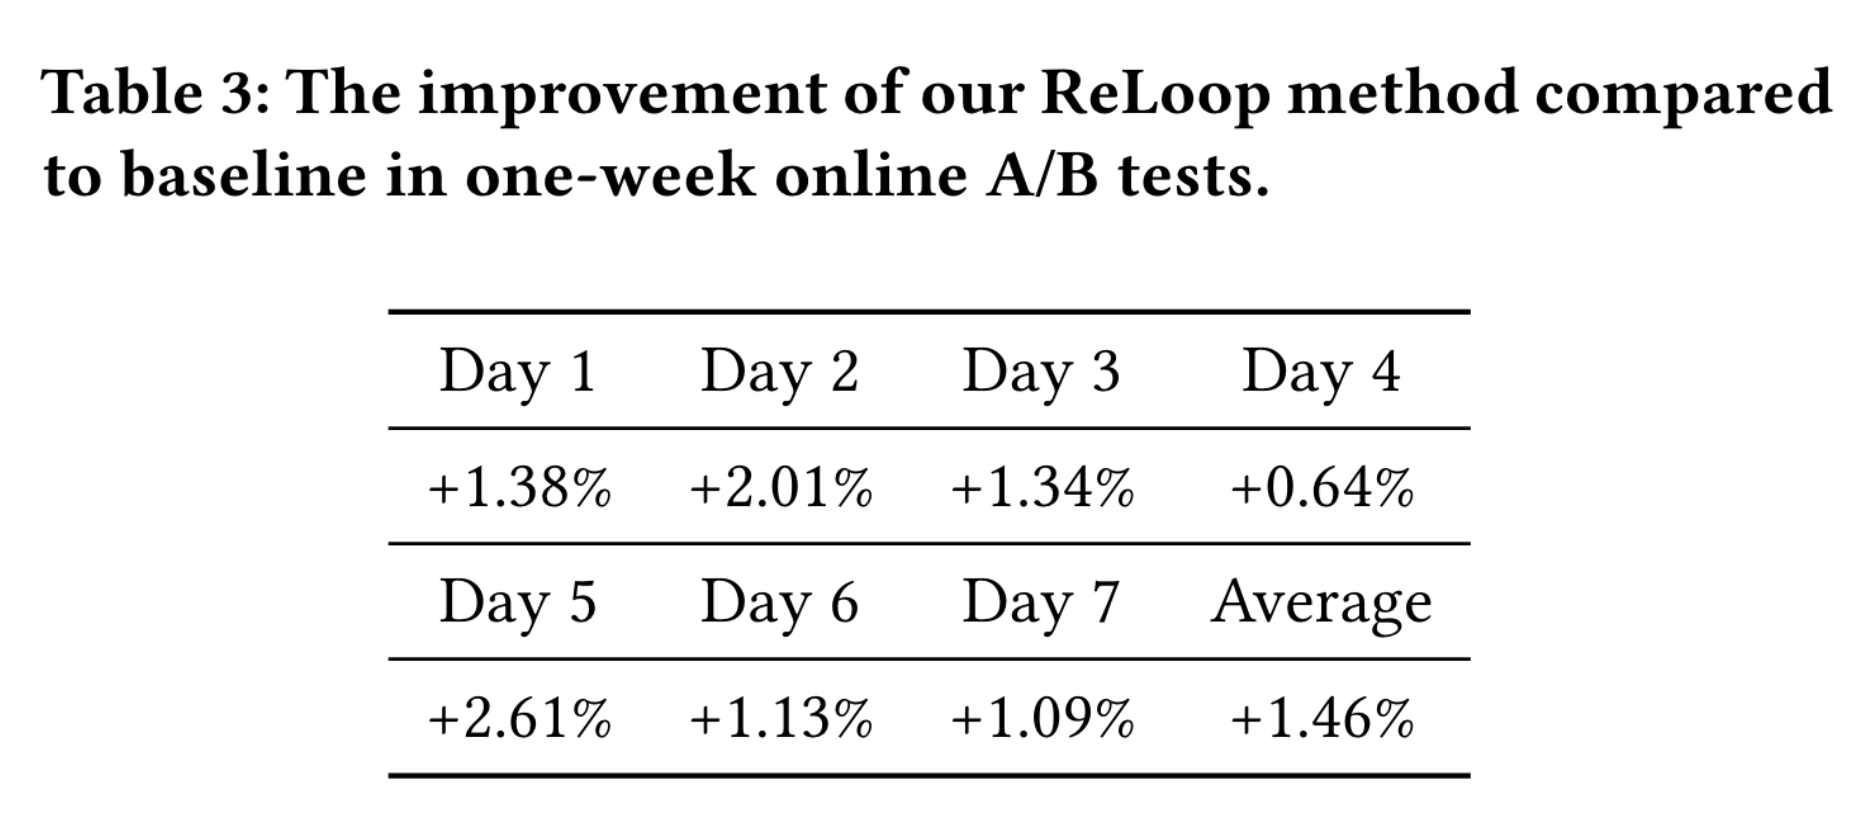 Table 3: The improvement of our ReLoop method compared
to baseline in one-week online A/B tests.
Day 1 Day 2 Day 3 Day 4
+1.38% +2.01% +1.34% +0.64%
Day 5 Day 6 Day 7 Average
+2.61% +1.13% +1.09% +1.46%